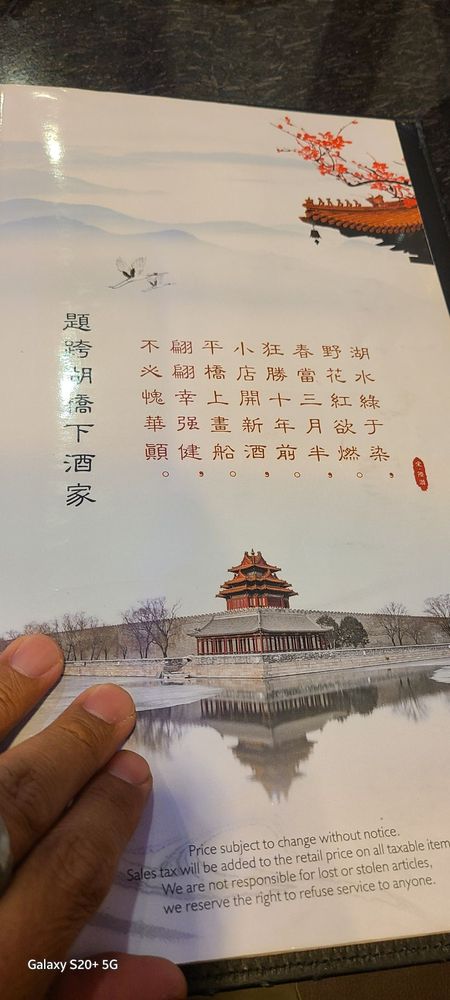 題跨湖橋下酒家
湖水綠于染,
野花紅欲燃。
春當三月半,
狂勝十年前。
小店開新酒,
平橋上畫船。
翩翩幸强健,
不必愧華顚。
Price subject to change without notice.
Sales tax will be added to the retail price on all taxable item
We are not responsible for lost or stolen articles,
we reserve the right to refuse service to anyone.
Galaxy S20+ 5G